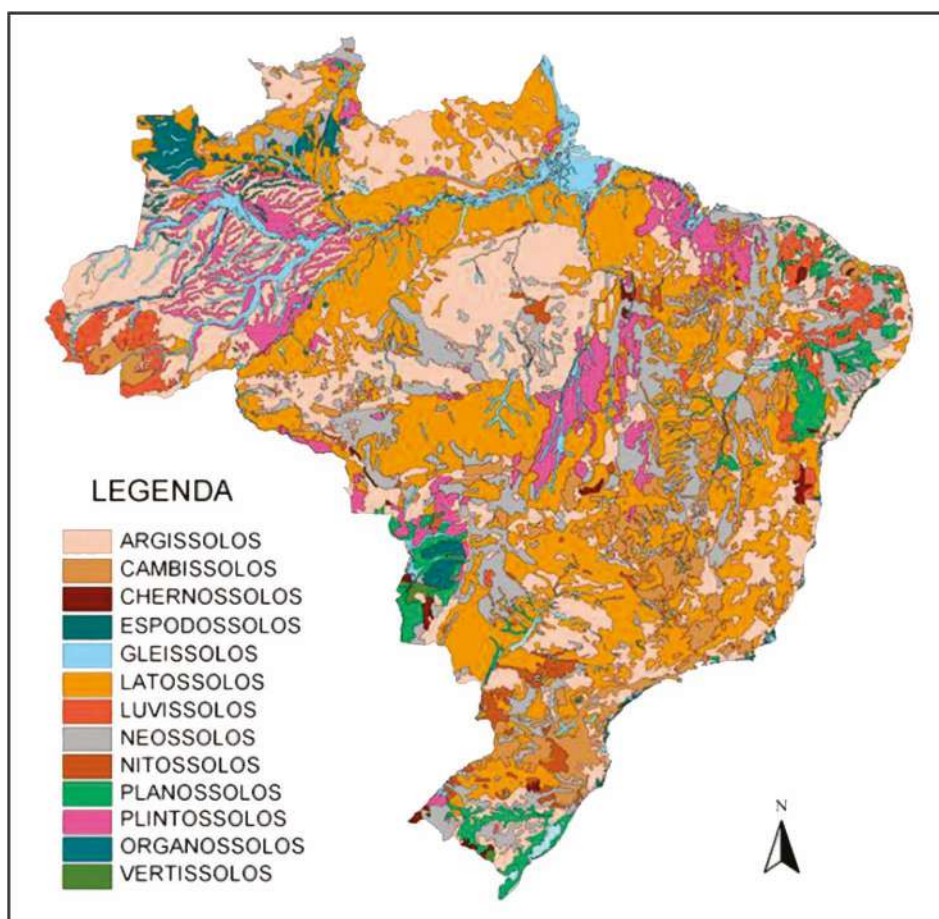 LEGENDA
ARGISSOLOS
CAMBISSOLOS
CHERNOSSOLOS
ESPODOSSOLOS
GLEISSOLOS
LATOSSOLOS
LUVISSOLOS
NEOSSOLOS
NITOSSOLOS
PLANOSSOLOS
PLINTOSSOLOS
ORGANOSSOLOS
VERTISSOLOS
N